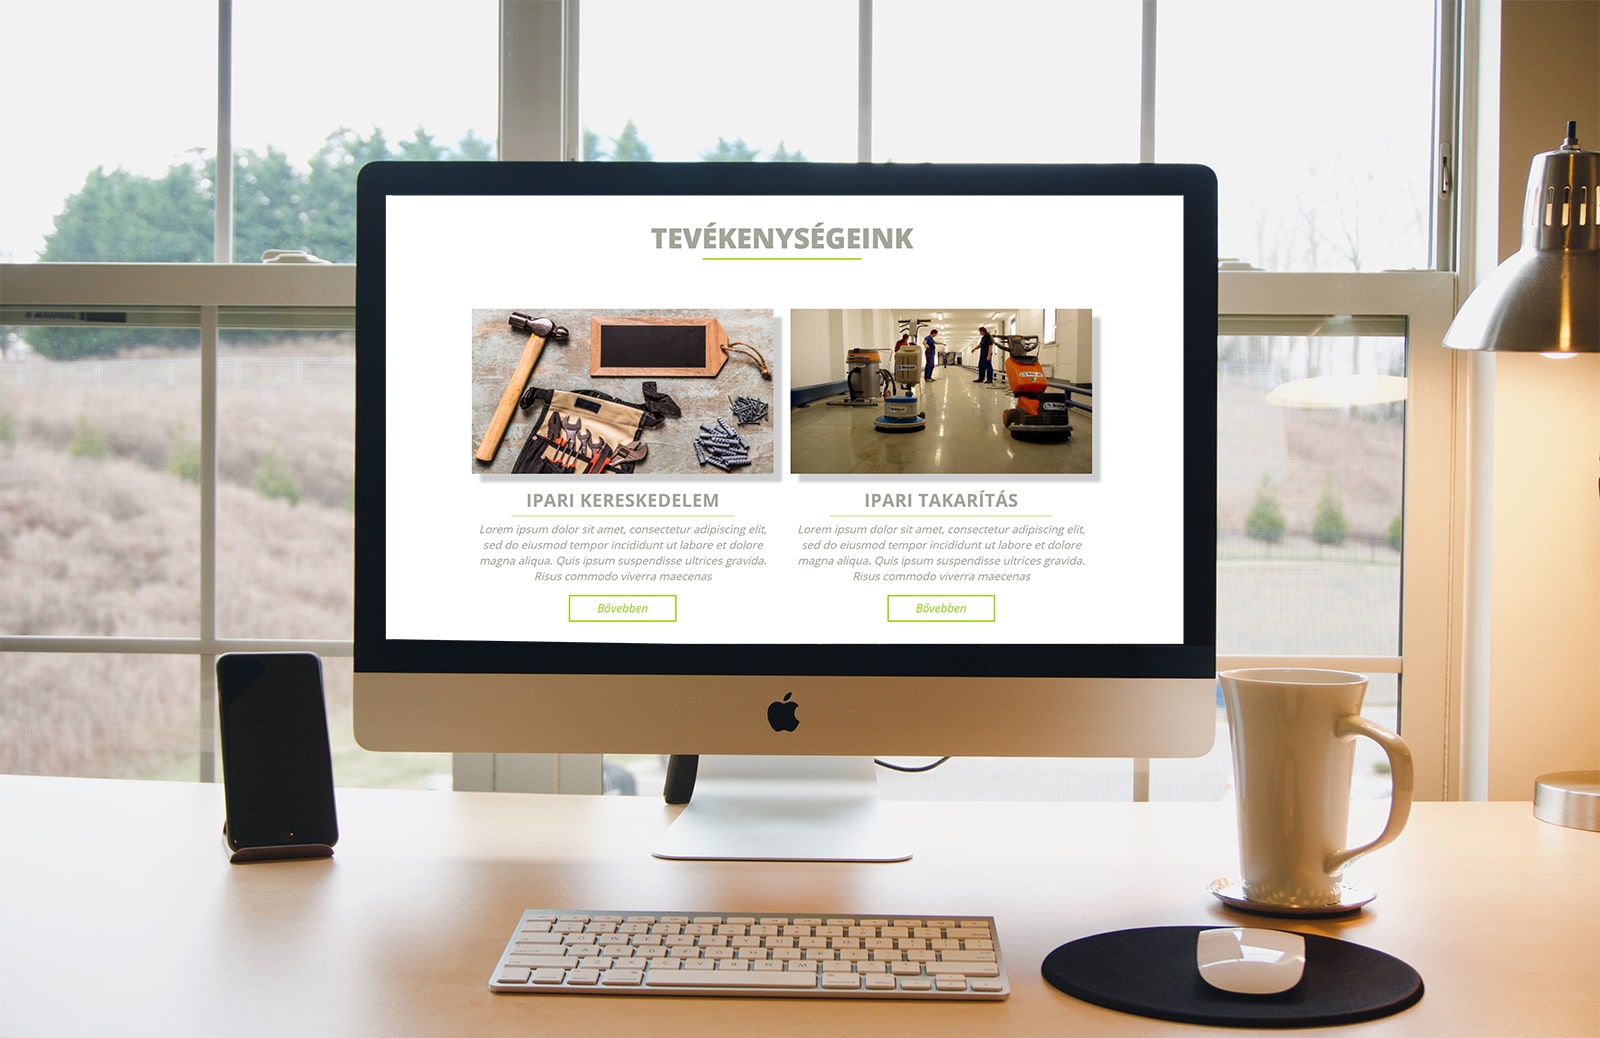 TEVÉKENYSÉGEINK
IPARI KERESKEDELEM
Lorem ipsum dolor sit amet, consectetur adipiscing elit,
sed do eiusmod tempor incididunt ut labore et dolore
magna aliqua. Quis ipsum suspendisse ultrices gravida.
Risus commodo viverra maecenas
Bővebben
IPARI TAKARÍTÁS
Lorem ipsum dolor sit amet, consectetur adipiscing elit,
sed do eiusmod tempor incididunt ut labore et dolore
magna aliqua. Quis ipsum suspendisse ultrices gravida.
Risus commodo viverra maecenas
Bővebben